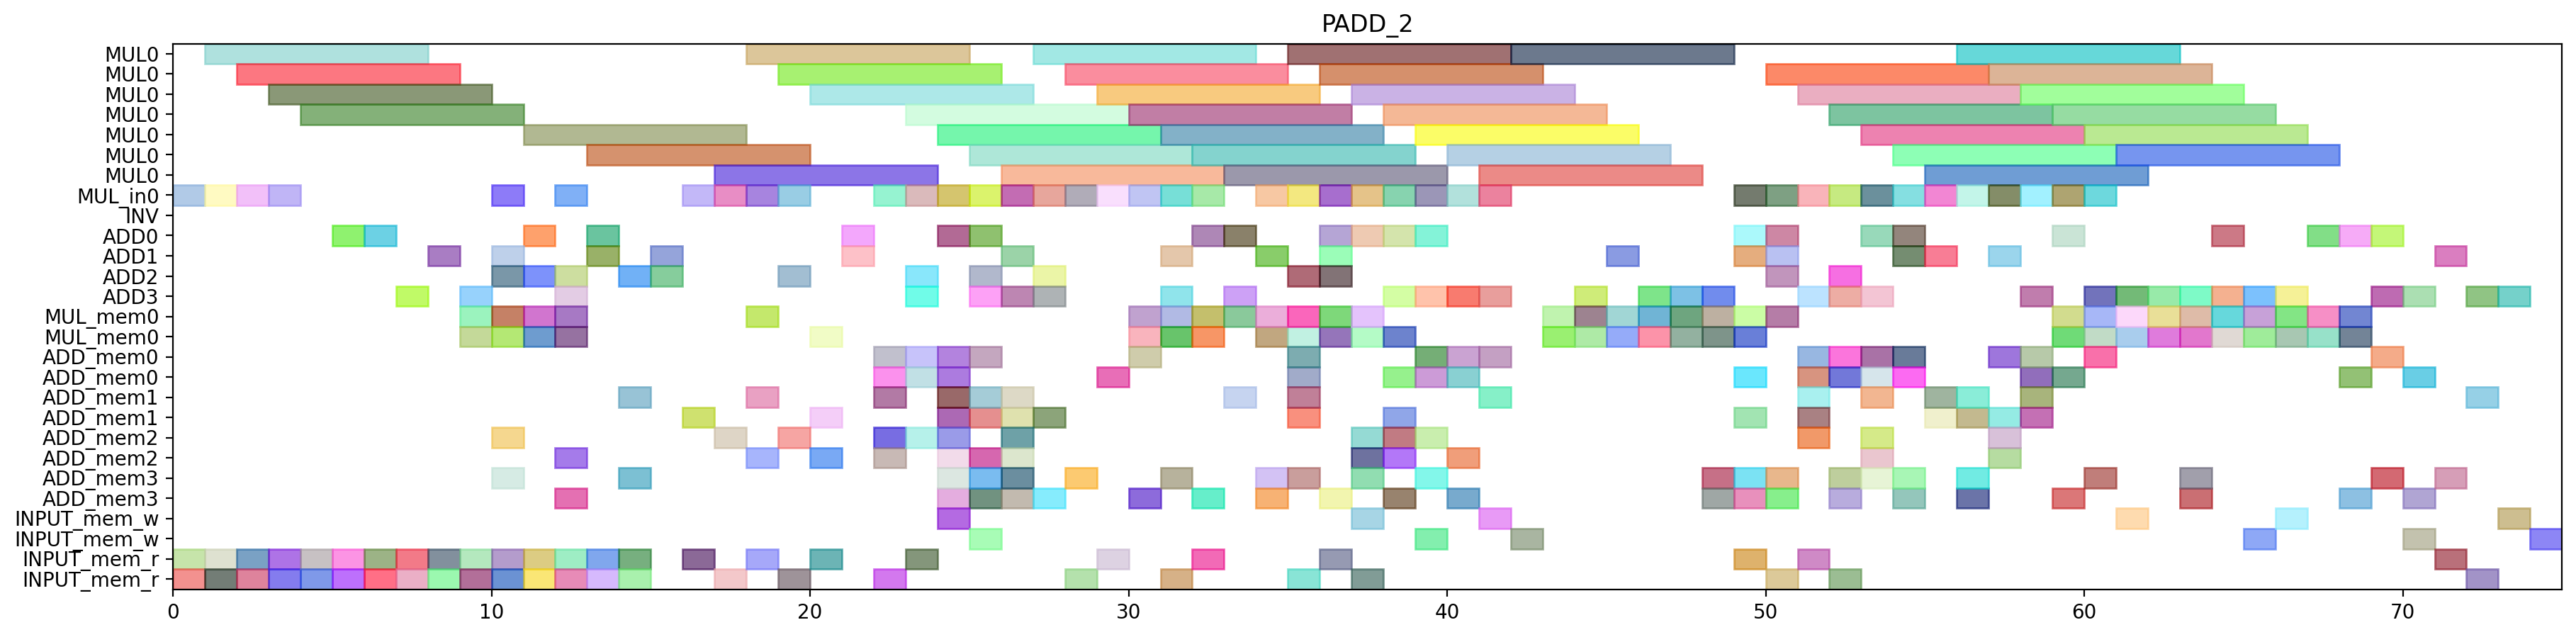 PADD_2
MUL0
MUL0
MUL0
MUL0
MUL0
MUL0
MUL0
MUL_in0
INV
ADD0
ADD1
ADD2
ADD3
MUL_mem0
MUL_mem0
ADD_mem0
ADD_mem0
ADD_mem1
ADD_mem1
ADD_mem2
ADD_mem2
ADD_mem3
ADD_mem3
INPUT_mem_w
INPUT_mem_w
INPUT_mem_r
INPUT_mem_r
0 10 20 30 40 50 60 70